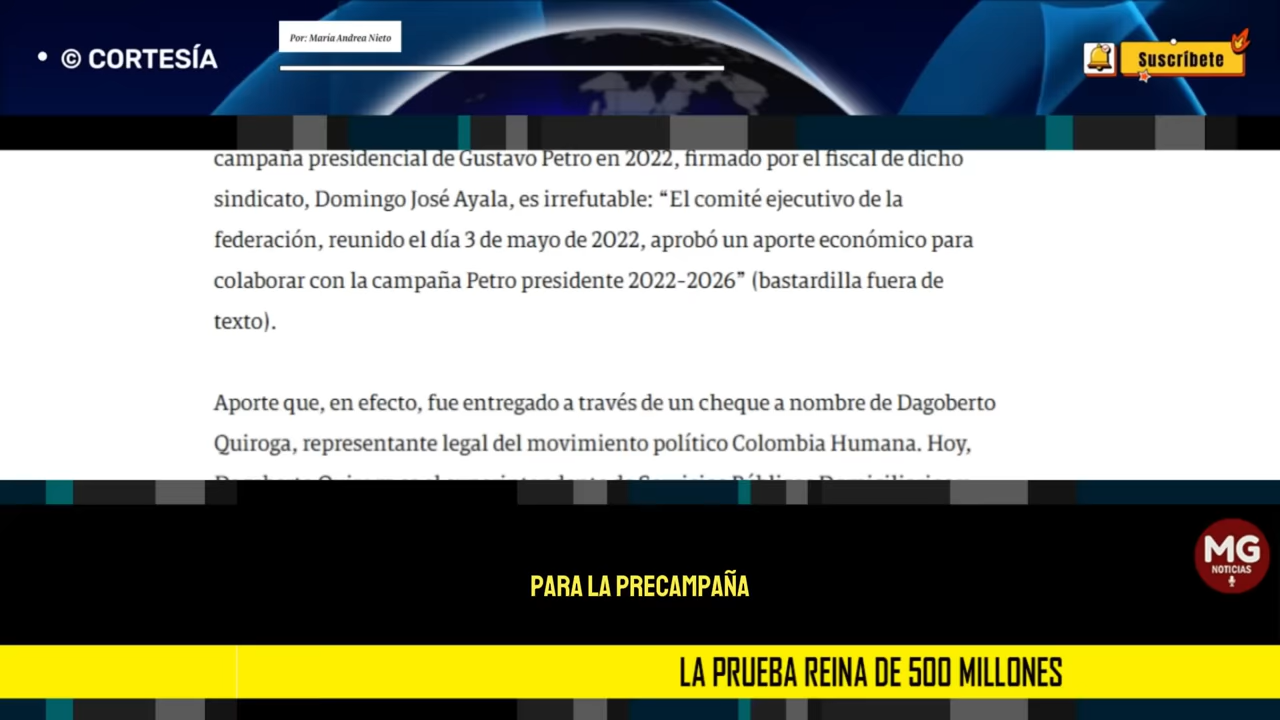 Por: María Andrea Nieto
• © CORTESÍA
Suscríbete
campaña presidencial de Gustavo Petro en 2022, firmado por el fiscal de dicho
sindicato, Domingo José Ayala, es irrefutable: “El comité ejecutivo de la
federación, reunido el día 3 de mayo de 2022, aprobó un aporte económico para
colaborar con la campaña Petro presidente 2022-2026” (bastardilla fuera de
texto).
Aporte que, en efecto, fue entregado a través de un cheque a nombre de Dagoberto
Quiroga, representante legal del movimiento político Colombia Humana. Hoy,
MG
NOTICIAS
PARA LA PRECAMPAÑA
LA PRUEBA REINA DE 500 MILLONES